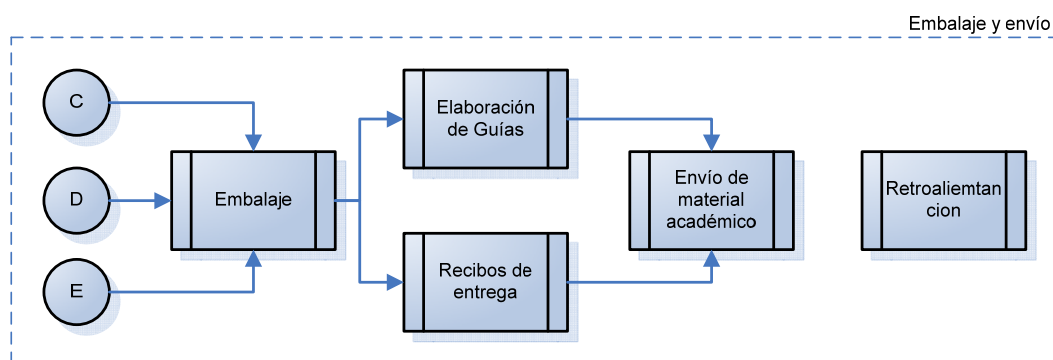 Embalaje y envío
C
D
E
Embalaje
Elaboración
de Guías
Recibos de
entrega
Envío de
material
académico
Retroaliemtan
cion